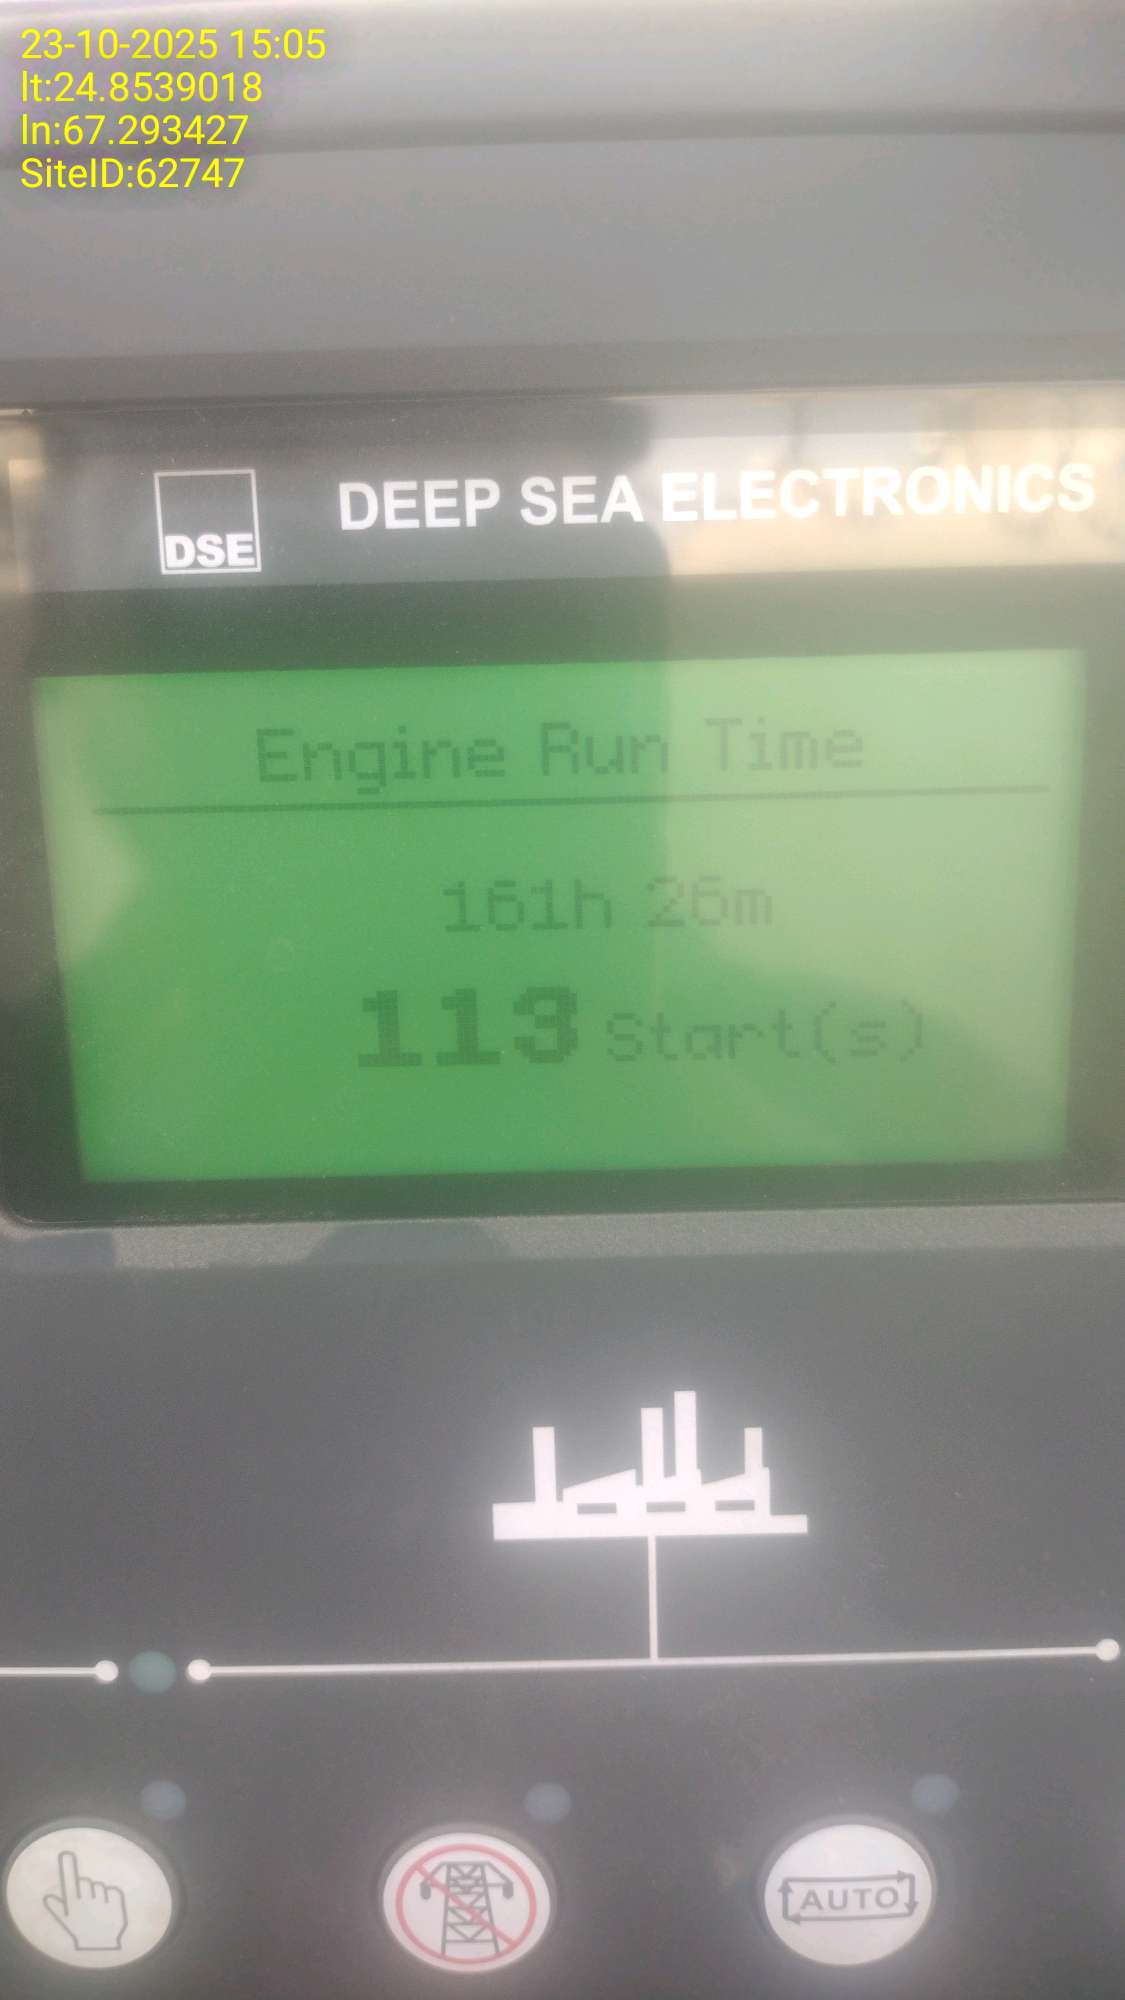 23-10-2025 15:05
lt:24.8539018
ln:67.293427
SiteID:62747
DSE
DEEP SEA ELECTRONICS
Engine Run Time
161h 26m
113 Start(s)
AUTO